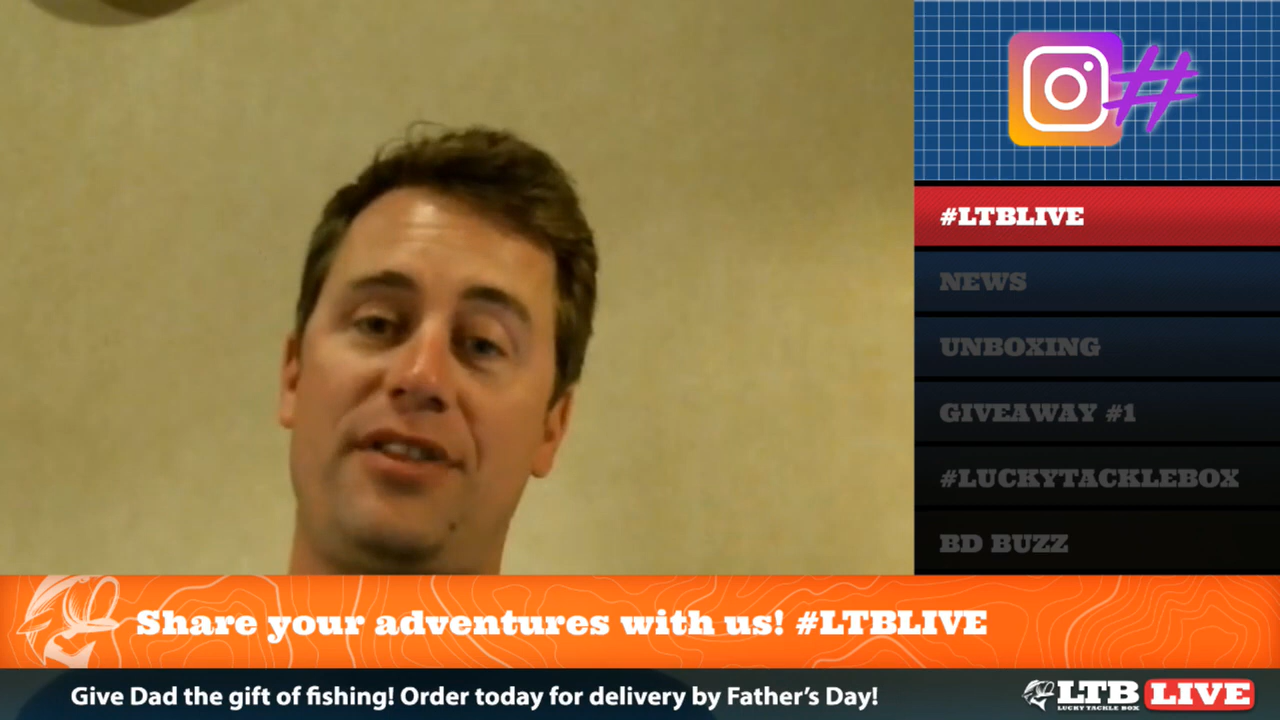 #
#LTBLIVE
NEWS
UNBOXING
GIVEAWAY #1
#LUCKYTACKLEBOX
BD BUZZ
Share your adventures with us! #LTBLIVE
Give Dad the gift of fishing! Order today for delivery by Father's Day!
LTB LIVE
LUCKY TACKLE BOX